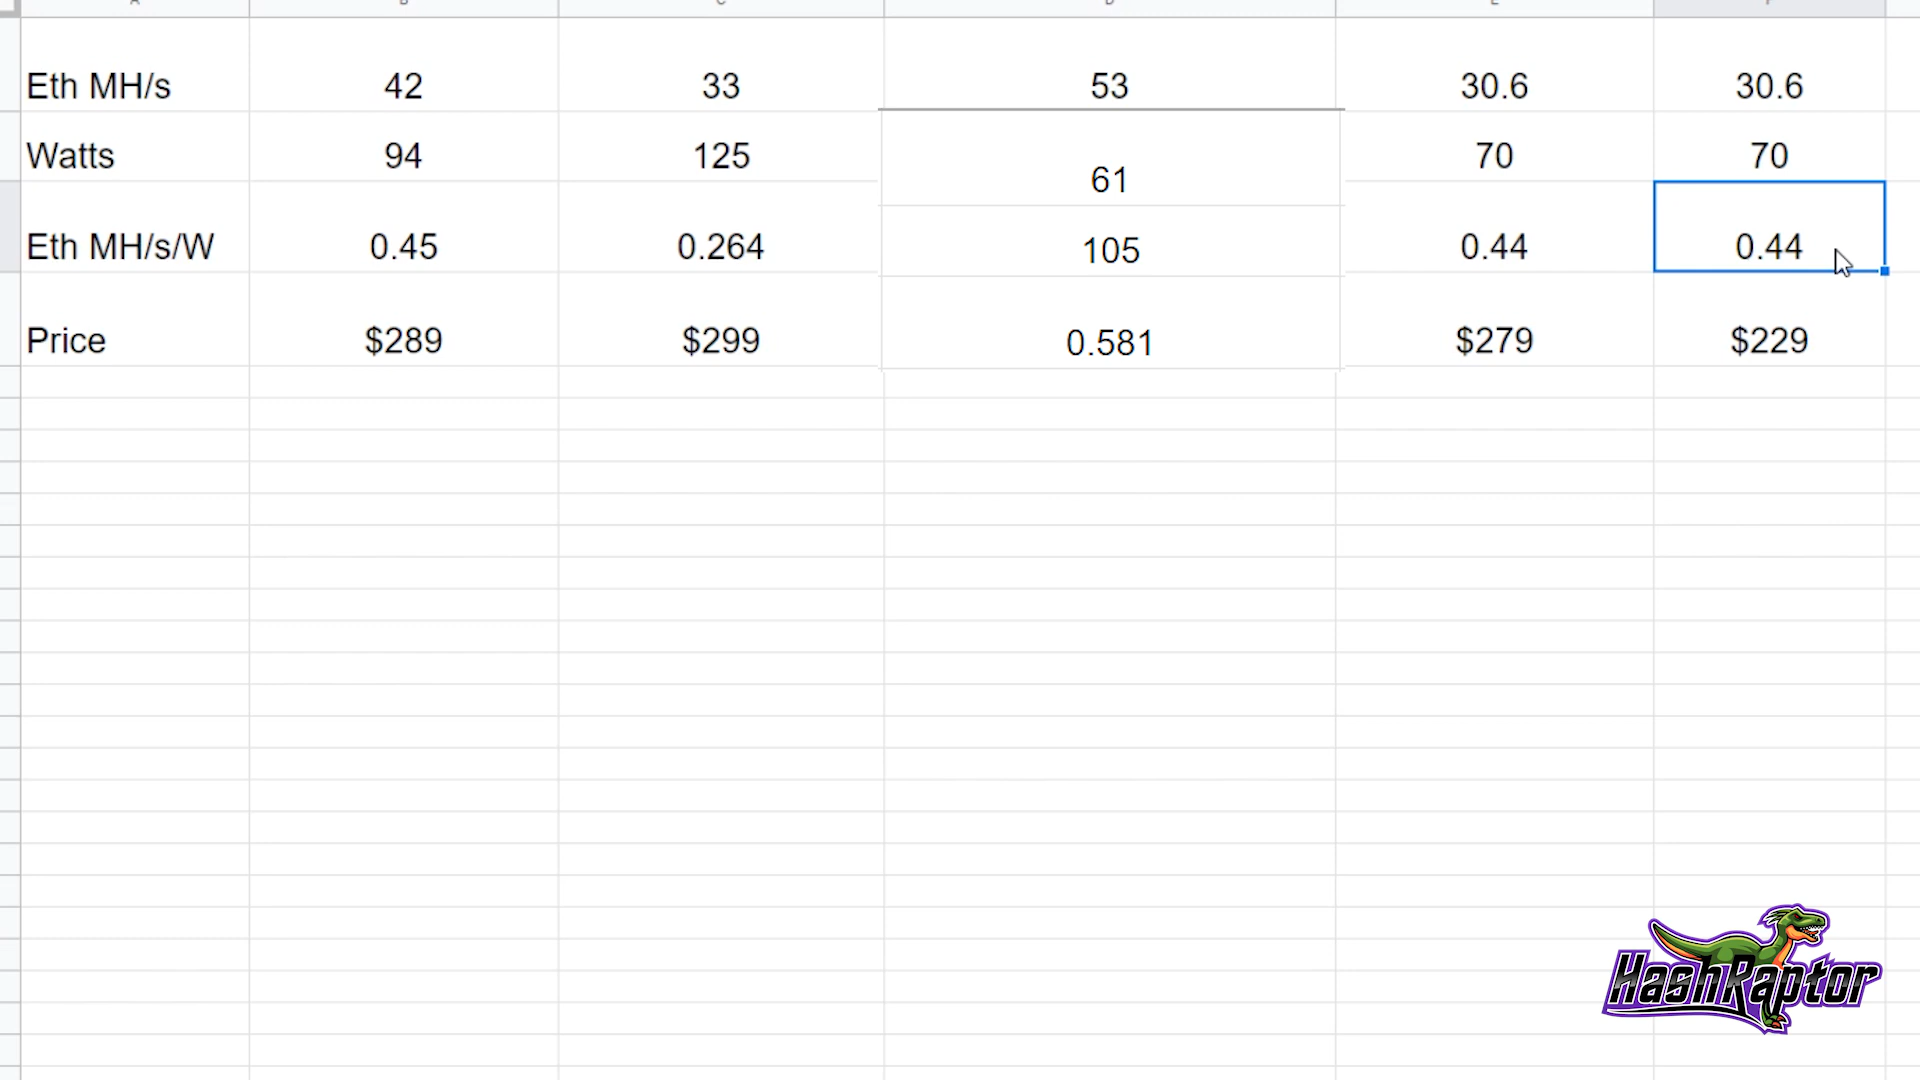 A B C D E F
Eth MH/s 42 33 53 30.6 30.6
Watts 94 125 61 70 70
Eth MH/s/W 0.45 0.264 105 0.44 0.44
Price $289 $299 0.581 $279 $229
HashRaptor